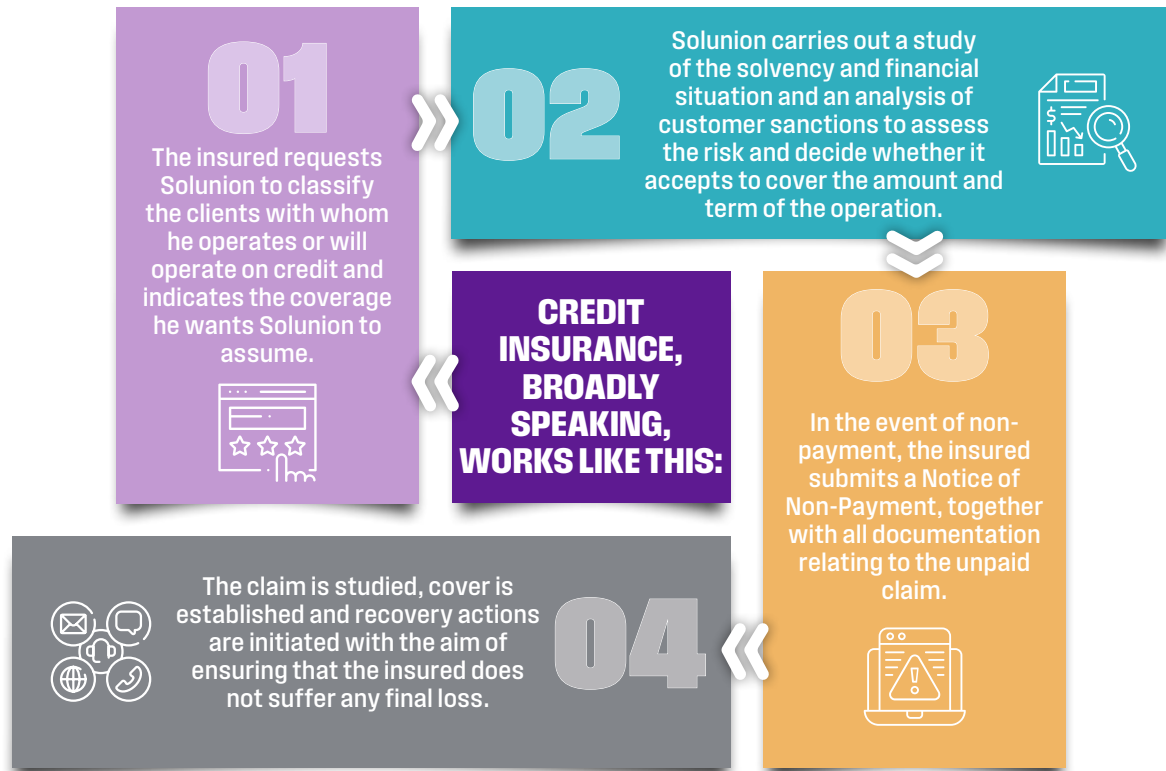 01
The insured requests
Solunion to classify
the clients with whom
he operates or will
operate on credit and
indicates the coverage
he wants Solunion to
assume.
02
Solunion carries out a study
of the solvency and financial
situation and an analysis of
customer sanctions to assess
the risk and decide whether it
accepts to cover the amount and
term of the operation.
$
CREDIT
INSURANCE,
BROADLY
SPEAKING,
WORKS LIKE THIS:
03
In the event of non-
payment, the insured
submits a Notice of
Non-Payment, together
with all documentation
relating to the unpaid
claim.
The claim is studied, cover is
established and recovery actions
are initiated with the aim of
ensuring that the insured does
not suffer any final loss.
04